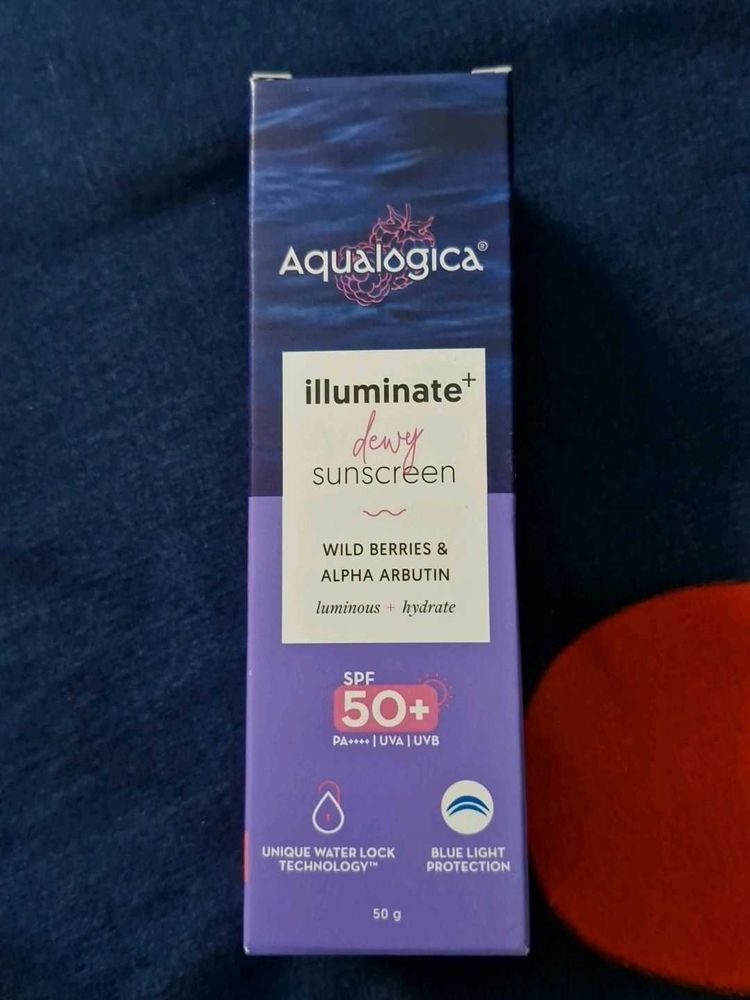 Aqualogica®
illuminate+
dewy
sunscreen
WILD BERRIES &
ALPHA ARBUTIN
luminous + hydrate
SPF
50+
PA++++ | UVA | UVB
UNIQUE WATER LOCK
TECHNOLOGY™
BLUE LIGHT
PROTECTION
50 g